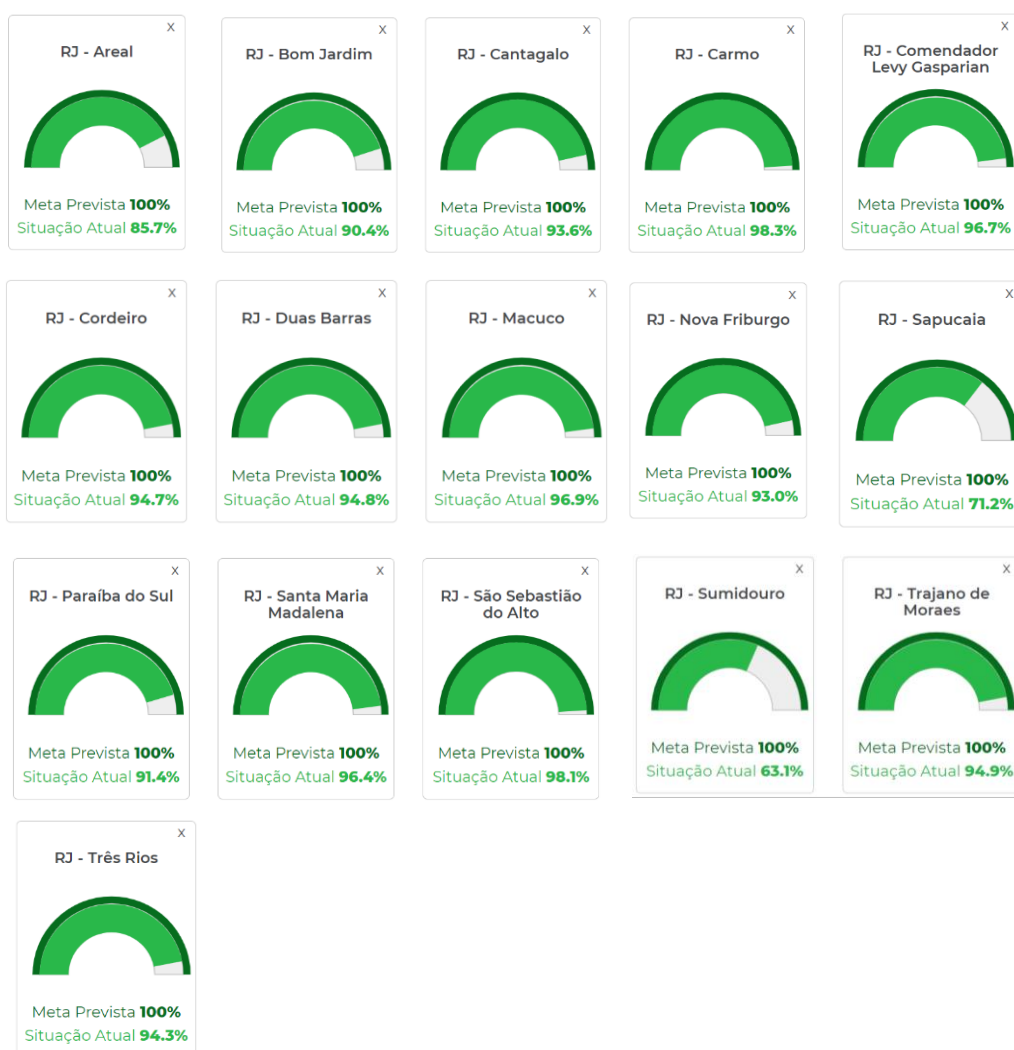 X
RJ - Areal
Meta Prevista 100%
Situação Atual 85.7%
X
RJ - Bom Jardim
Meta Prevista 100%
Situação Atual 90.4%
X
RJ - Cantagalo
Meta Prevista 100%
Situação Atual 93.6%
X
RJ - Carmo
Meta Prevista 100%
Situação Atual 98.3%
X
RJ - Comendador
Levy Gasparian
Meta Prevista 100%
Situação Atual 96.7%
X
RJ - Cordeiro
Meta Prevista 100%
Situação Atual 94.7%
X
RJ - Duas Barras
Meta Prevista 100%
Situação Atual 94.8%
X
RJ - Macuco
Meta Prevista 100%
Situação Atual 96.9%
X
RJ - Nova Friburgo
Meta Prevista 100%
Situação Atual 93.0%
X
RJ - Sapucaia
Meta Prevista 100%
Situação Atual 71.2%
X
RJ - Paraíba do Sul
Meta Prevista 100%
Situação Atual 91.4%
X
RJ - Santa Maria
Madalena
Meta Prevista 100%
Situação Atual 96.4%
X
RJ - São Sebastião
do Alto
Meta Prevista 100%
Situação Atual 98.1%
X
RJ - Sumidouro
Meta Prevista 100%
Situação Atual 63.1%
X
RJ - Trajano de
Moraes
Meta Prevista 100%
Situação Atual 94.9%
X
RJ - Três Rios
Meta Prevista 100%
Situação Atual 94.3%